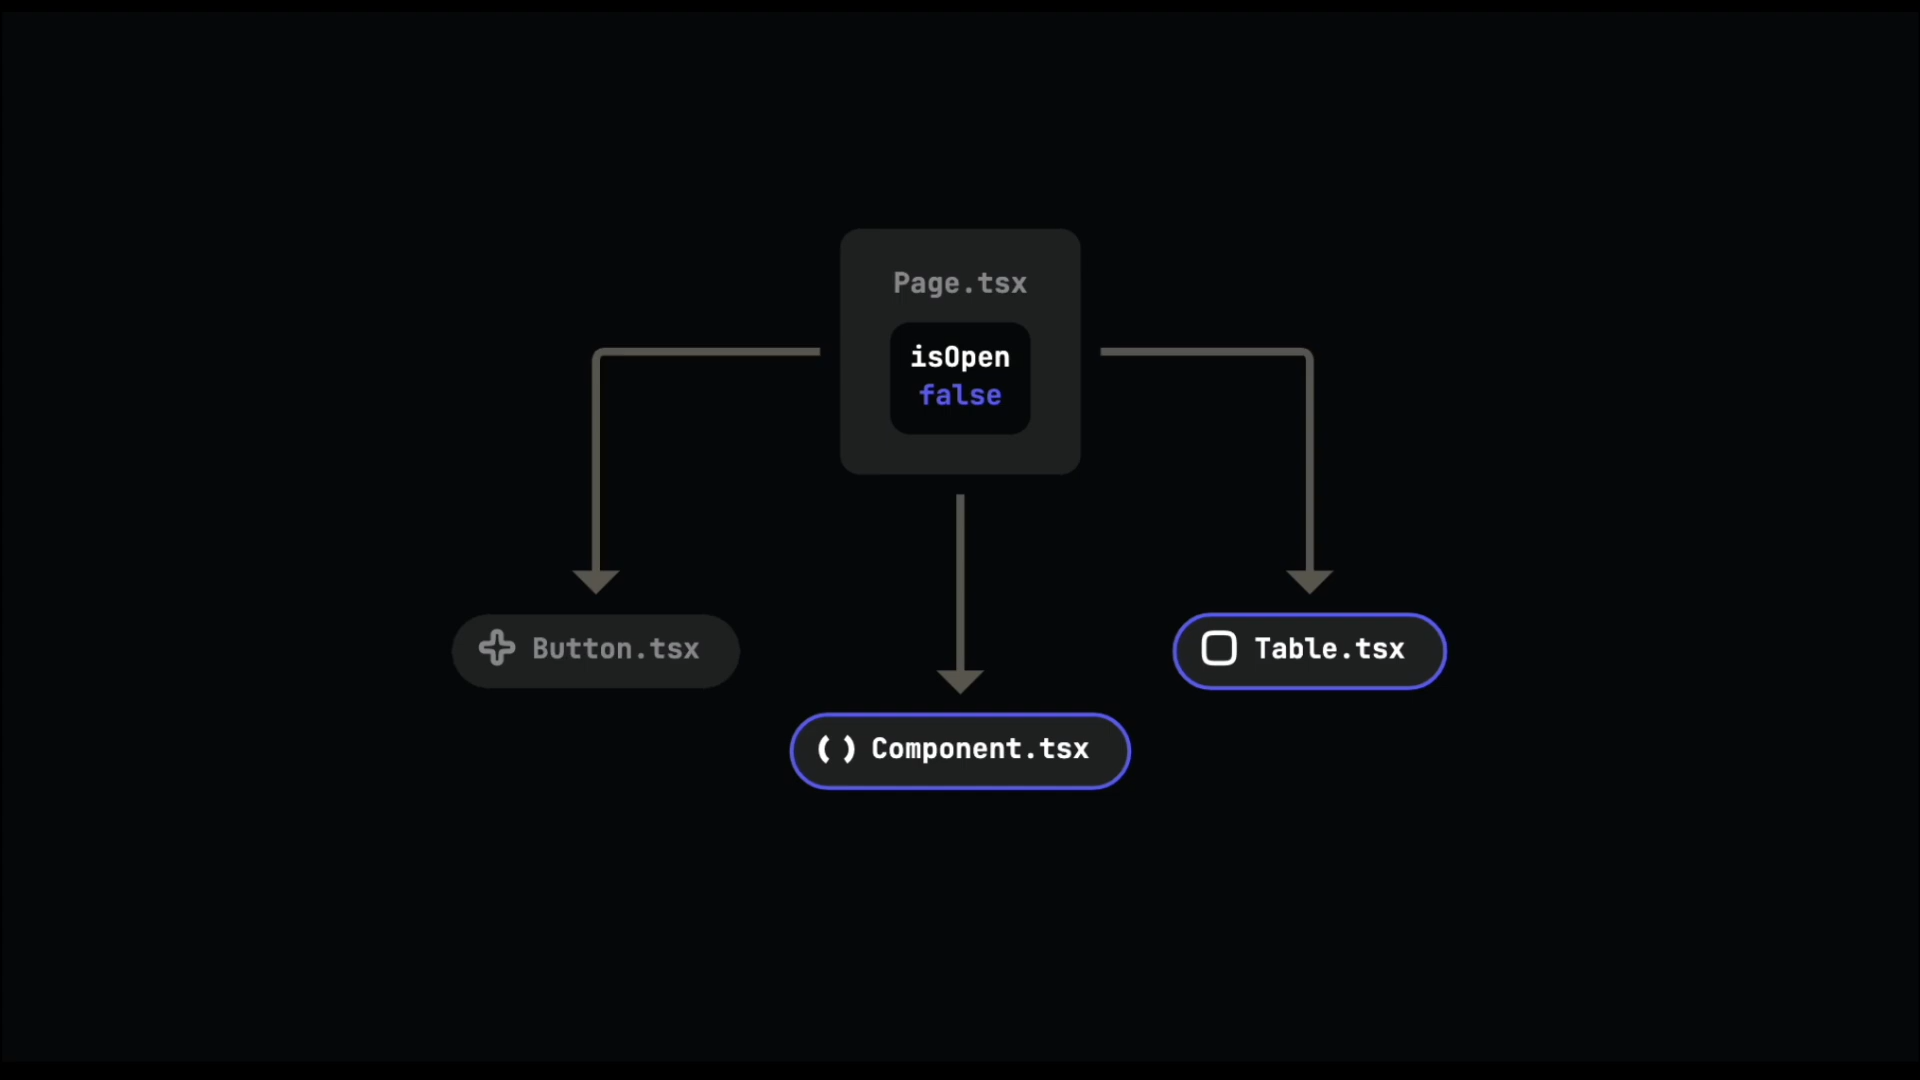 Page.tsx
isOpen
false
Button.tsx
Table.tsx
Component.tsx